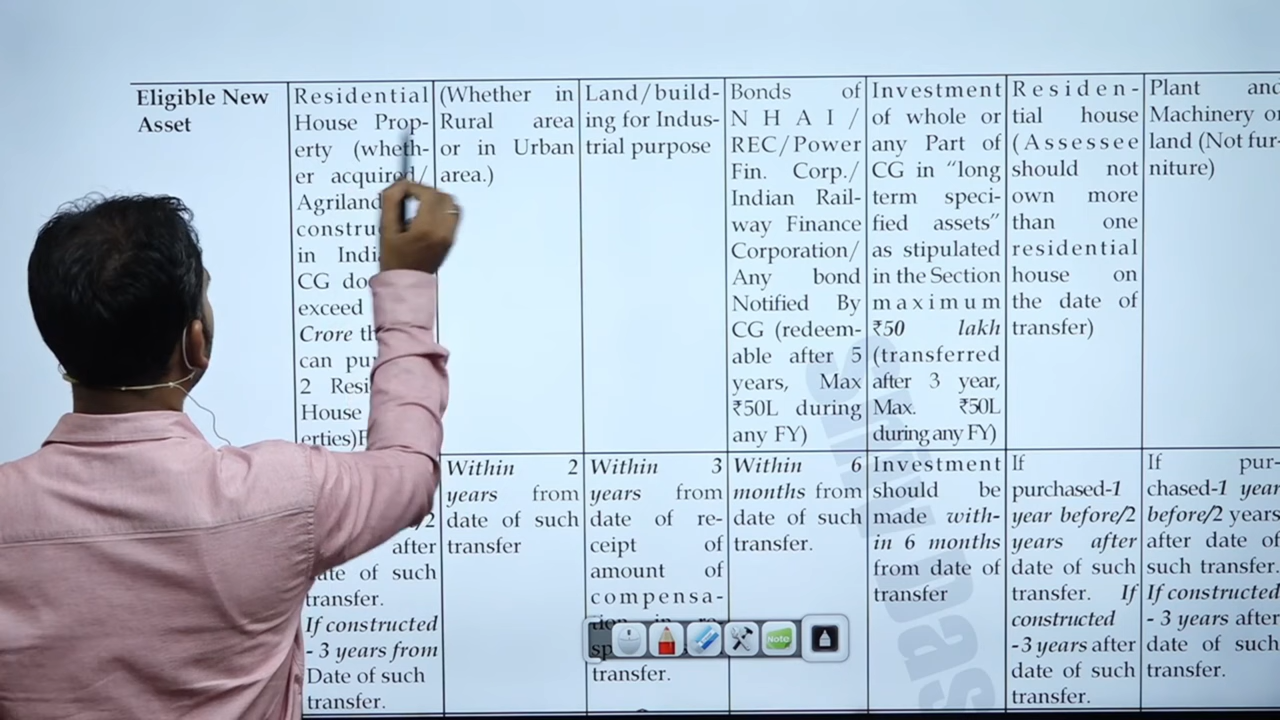 Eligible New
Asset
Residential
House Prop-
erty (wheth-
er acquired/
Agriland
constru
in Indi
CG do
exceed
Crore th
can pu
2 Resi
House
erties)F
(Whether in
Rural area
or in Urban
area.)
Land/build-
ing for Indus-
trial purpose
Bonds of
NHAI/
REC/Power
Fin. Corp./
Indian Rail-
way Finance
Corporation/
Any bond
Notified By
CG (redeem-
able after 5
years, Max
₹50L during
any FY)
Investment
of whole or
any Part of
CG in "long
term speci-
fied assets"
as stipulated
in the Section
maximum
₹50 lakh
(transferred
after 3 year,
Max. ₹50L
during any FY)
Residen-
tial house
(Assessee
should not
own more
than one
residential
house on
the date of
transfer)
Plant and
Machinery or
land (Not fur-
niture)
/2
after
date of such
transfer.
If constructed
- 3 years from
Date of such
transfer.
Within 2
years from
date of such
transfer
Within 3
years from
date of re-
ceipt of
amount of
compensa-
tion in re-
sp
transfer.
Within 6
months from
date of such
transfer.
Investment
should be
made with-
in 6 months
from date of
transfer
If
purchased-1
year before/2
years after
date of such
transfer. If
constructed
-3 years after
date of such
transfer.
If pur-
chased-1 year
before/2 years
after date of
such transfer.
If constructed
- 3 years after
date of such
transfer.
Note